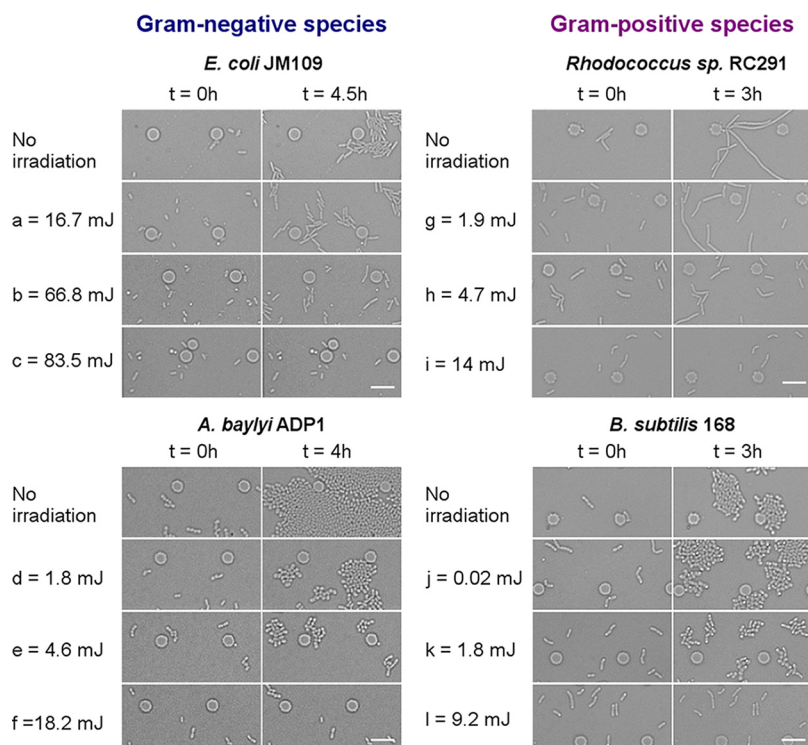 Gram-negative species
Gram-positive species
E. coli JM109
Rhodococcus sp. RC291
t = 0h
t = 4.5h
t = 0h
t = 3h
No
irradiation
a = 16.7 mJ
b = 66.8 mJ
c = 83.5 mJ
No
irradiation
g = 1.9 mJ
h = 4.7 mJ
i = 14 mJ
A. baylyi ADP1
B. subtilis 168
t = 0h
t = 4h
t = 0h
t = 3h
No
irradiation
d = 1.8 mJ
e = 4.6 mJ
f =18.2 mJ
No
irradiation
j = 0.02 mJ
k = 1.8 mJ
l = 9.2 mJ